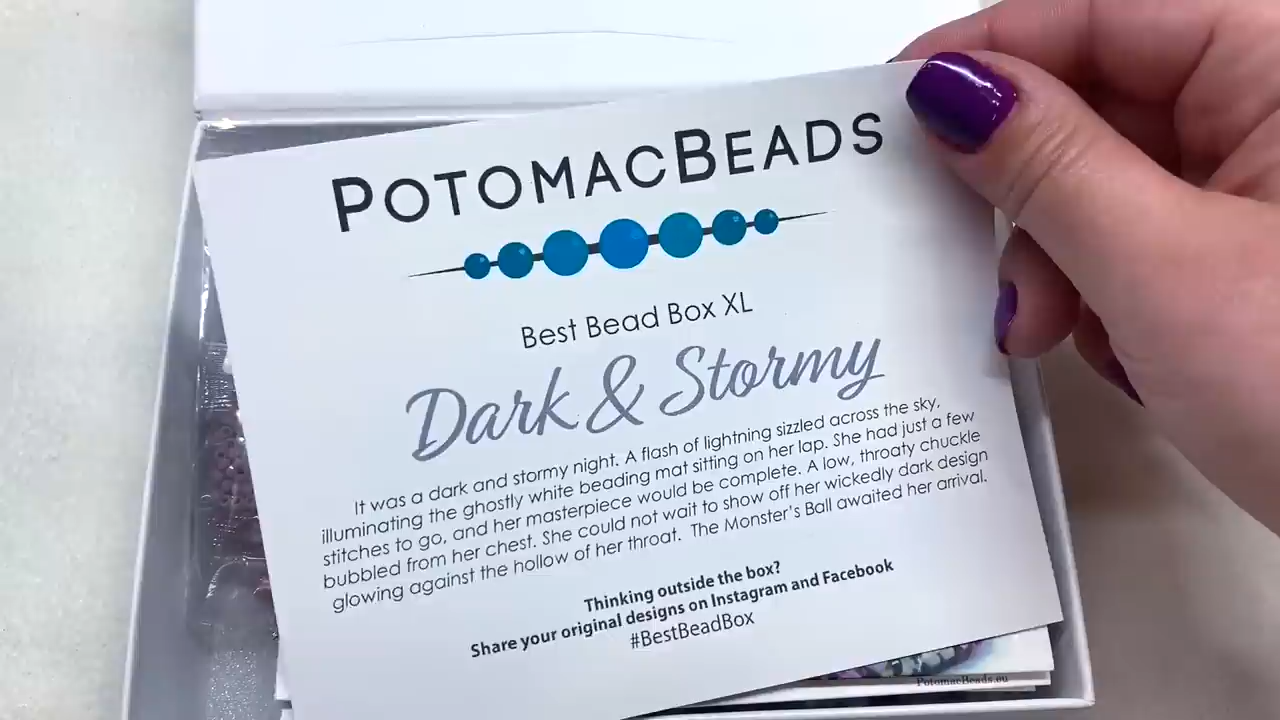 POTOMACBEADS
Best Bead Box XL
Dark & Stormy
It was a dark and stormy night. A flash of lightning sizzled across the sky,
illuminating the ghostly white beading mat sitting on her lap. She had just a few
stitches to go, and her masterpiece would be complete. A low, throaty chuckle
bubbled from her chest. She could not wait to show off her wickedly dark design
glowing against the hollow of her throat. The Monster's Ball awaited her arrival.
Thinking outside the box?
Share your original designs on Instagram and Facebook
#BestBeadBox
PotomacBeads.eu